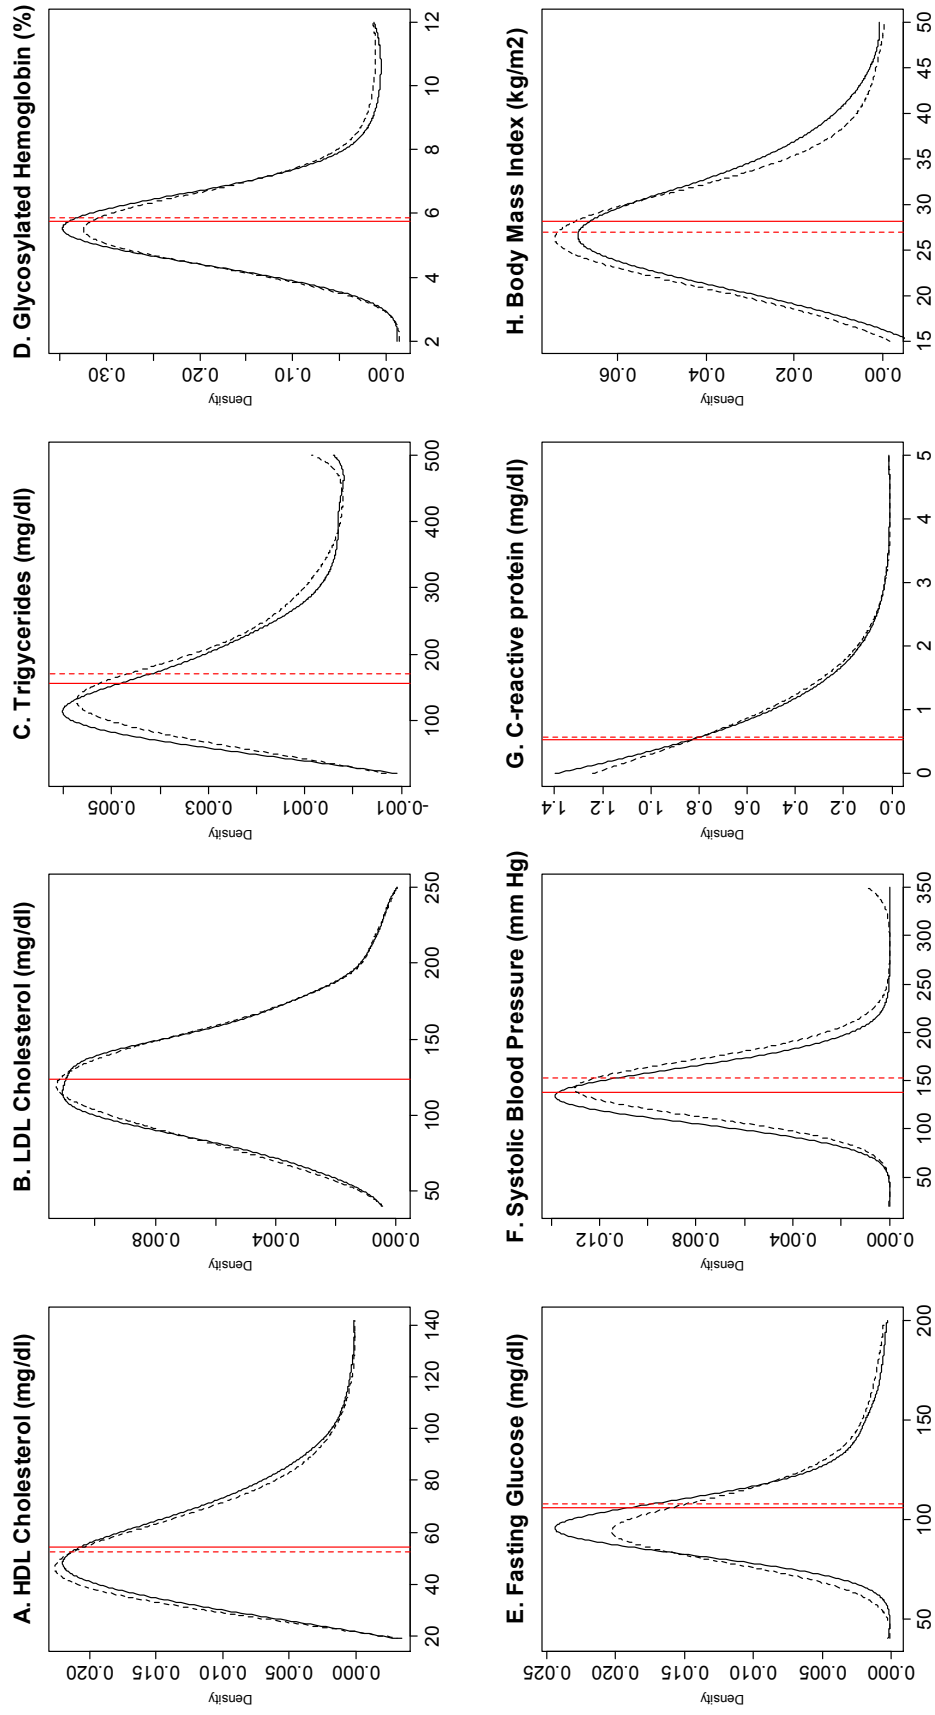 A. HDL Cholesterol (mg/dl)
Density
0.000 0.005 0.010 0.015 0.020
20 40 60 80 100 120 140
B. LDL Cholesterol (mg/dl)
Density
0.000 0.004 0.008
50 100 150 200 250
C. Trigycerides (mg/dl)
Density
-0.001 0.001 0.003 0.005
100 200 300 400 500
D. Glycosylated Hemoglobin (%)
Density
0.00 0.10 0.20 0.30
2 4 6 8 10 12
E. Fasting Glucose (mg/dl)
Density
0.000 0.005 0.010 0.015 0.020 0.025
50 100 150 200
F. Systolic Blood Pressure (mm Hg)
Density
0.000 0.004 0.008 0.012
50 100 150 200 250 300 350
G. C-reactive protein (mg/dl)
Density
0.0 0.2 0.4 0.6 0.8 1.0 1.2 1.4
0 1 2 3 4 5
H. Body Mass Index (kg/m2)
Density
0.00 0.02 0.04 0.06
15 20 25 30 35 40 45 50